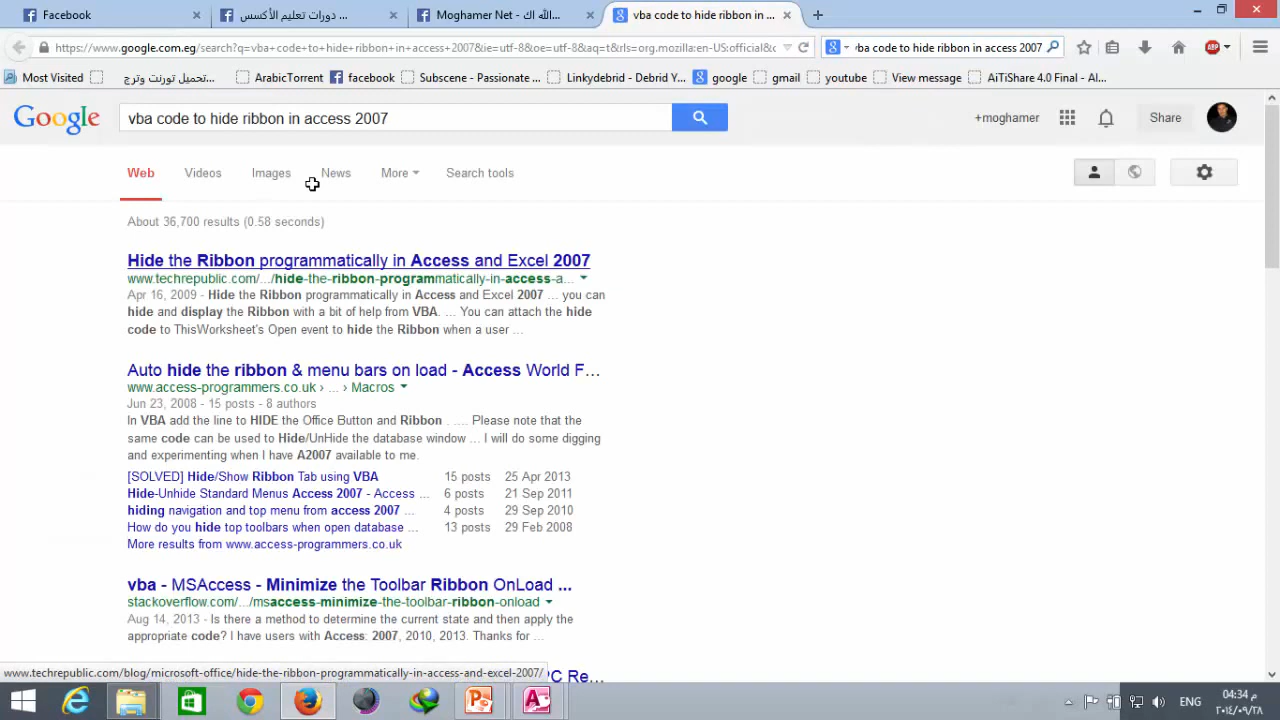 Facebook
دورات تعليم الأكسس ...
Moghamer Net - الله اك...
vba code to hide ribbon in ...
https://www.google.com.eg/search?q=vba+code+to+hide+ribbon+in+access+2007&ie=utf-8&oe=utf-8&aq=t&rls=org.mozilla:en-US:official&c
vba code to hide ribbon in access 2007
ABP
Most Visited
تحميل تورنت وترج...
ArabicTorrent
facebook
Subscene - Passionate ...
Linkydebrid - Debrid Y...
google
gmail
youtube
View message
AiTiShare 4.0 Final - Al...
Google
vba code to hide ribbon in access 2007
+moghamer
Share
Web
Videos
Images
News
More
Search tools
About 36,700 results (0.58 seconds)
Hide the Ribbon programmatically in Access and Excel 2007
www.techrepublic.com/.../hide-the-ribbon-programmatically-in-access-a...
Apr 16, 2009 - Hide the Ribbon programmatically in Access and Excel 2007 ... you can
hide and display the Ribbon with a bit of help from VBA. ... You can attach the hide
code to ThisWorksheet's Open event to hide the Ribbon when a user ...
Auto hide the ribbon & menu bars on load - Access World F...
www.access-programmers.co.uk › ... › Macros
Jun 23, 2008 - 15 posts - 8 authors
In VBA add the line to HIDE the Office Button and Ribbon . .... Please note that the
same code can be used to Hide/UnHide the database window ... I will do some digging
and experimenting when I have A2007 available to me.
[SOLVED] Hide/Show Ribbon Tab using VBA 15 posts 25 Apr 2013
Hide-Unhide Standard Menus Access 2007 - Access ... 6 posts 21 Sep 2011
hiding navigation and top menu from access 2007 ... 4 posts 29 Sep 2010
How do you hide top toolbars when open database ... 13 posts 29 Feb 2008
More results from www.access-programmers.co.uk
vba - MSAccess - Minimize the Toolbar Ribbon OnLoad ...
stackoverflow.com/.../msaccess-minimize-the-toolbar-ribbon-onload
Aug 14, 2013 - Is there a method to determine the current state and then apply the
appropriate code? I have users with Access: 2007, 2010, 2013. Thanks for ...
www.techrepublic.com/blog/microsoft-office/hide-the-ribbon-programmatically-in-access-and-excel-2007/
PC Re...
ENG
04:34 م
٢٠١٤/٠٩/٢٨